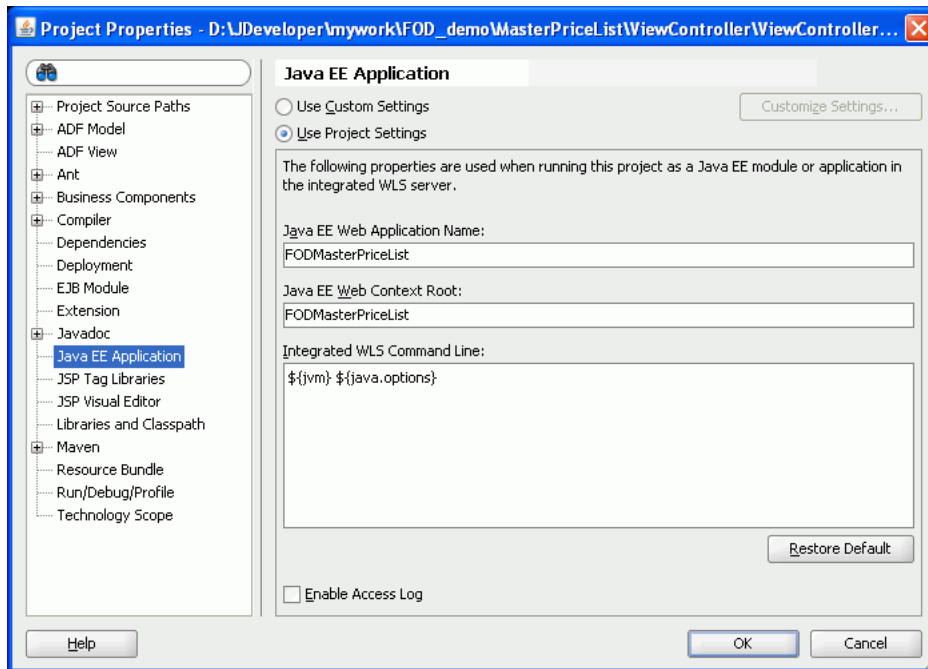 Project Properties - D:\JDeveloper\mywork\FOD_demo\MasterPriceList\ViewController\ViewController...
Project Source Paths
ADF Model
ADF View
Ant
Business Components
Compiler
Dependencies
Deployment
EJB Module
Extension
Javadoc
Java EE Application
JSP Tag Libraries
JSP Visual Editor
Libraries and Classpath
Maven
Resource Bundle
Run/Debug/Profile
Technology Scope
Java EE Application
Use Custom Settings
Customize Settings...
Use Project Settings
The following properties are used when running this project as a Java EE module or application in
the integrated WLS server.
Java EE Web Application Name:
FODMasterPriceList
Java EE Web Context Root:
FODMasterPriceList
Integrated WLS Command Line:
${jvm} ${java.options}
Restore Default
Enable Access Log
Help
OK
Cancel